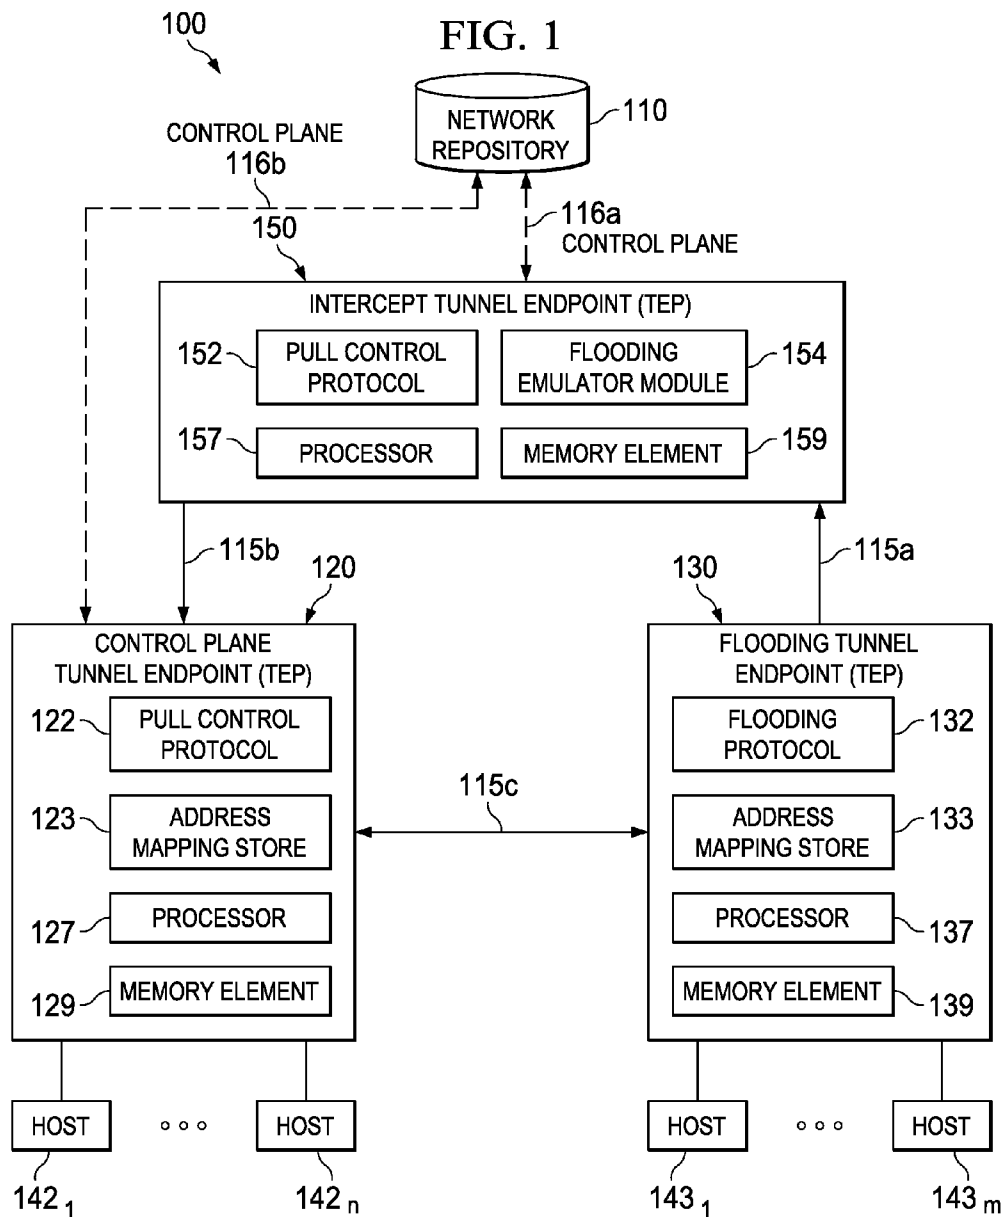 FIG. 1
100
NETWORK
REPOSITORY
110
CONTROL PLANE
116b
116a
CONTROL PLANE
150
INTERCEPT TUNNEL ENDPOINT (TEP)
152
PULL CONTROL
PROTOCOL
FLOODING
EMULATOR MODULE
154
157
PROCESSOR
MEMORY ELEMENT
159
115b
120
130
115a
CONTROL PLANE
TUNNEL ENDPOINT (TEP)
122
PULL CONTROL
PROTOCOL
123
ADDRESS
MAPPING STORE
127
PROCESSOR
129
MEMORY ELEMENT
115c
FLOODING TUNNEL
ENDPOINT (TEP)
FLOODING
PROTOCOL
132
ADDRESS
MAPPING STORE
133
PROCESSOR
137
MEMORY ELEMENT
139
HOST
HOST
HOST
HOST
142 1
142 n
143 1
143 m